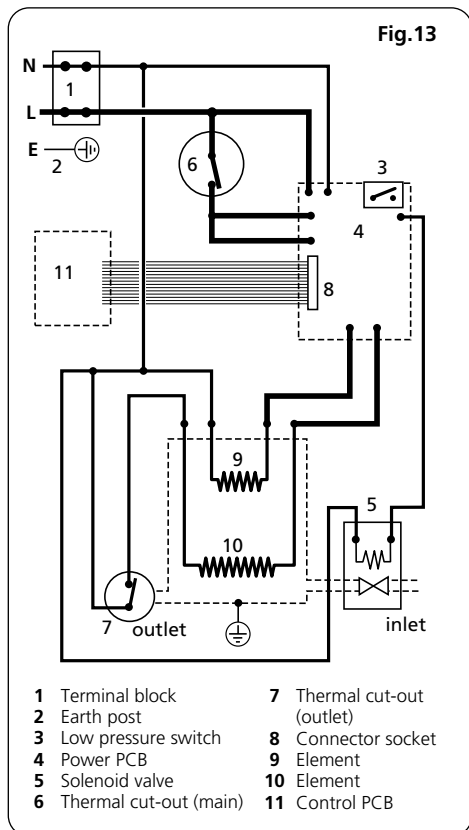 Fig.13
N
1
L
E
2
6
3
4
11
8
9
5
10
7 outlet
inlet
1 Terminal block
2 Earth post
3 Low pressure switch
4 Power PCB
5 Solenoid valve
6 Thermal cut-out (main)
7 Thermal cut-out
(outlet)
8 Connector socket
9 Element
10 Element
11 Control PCB